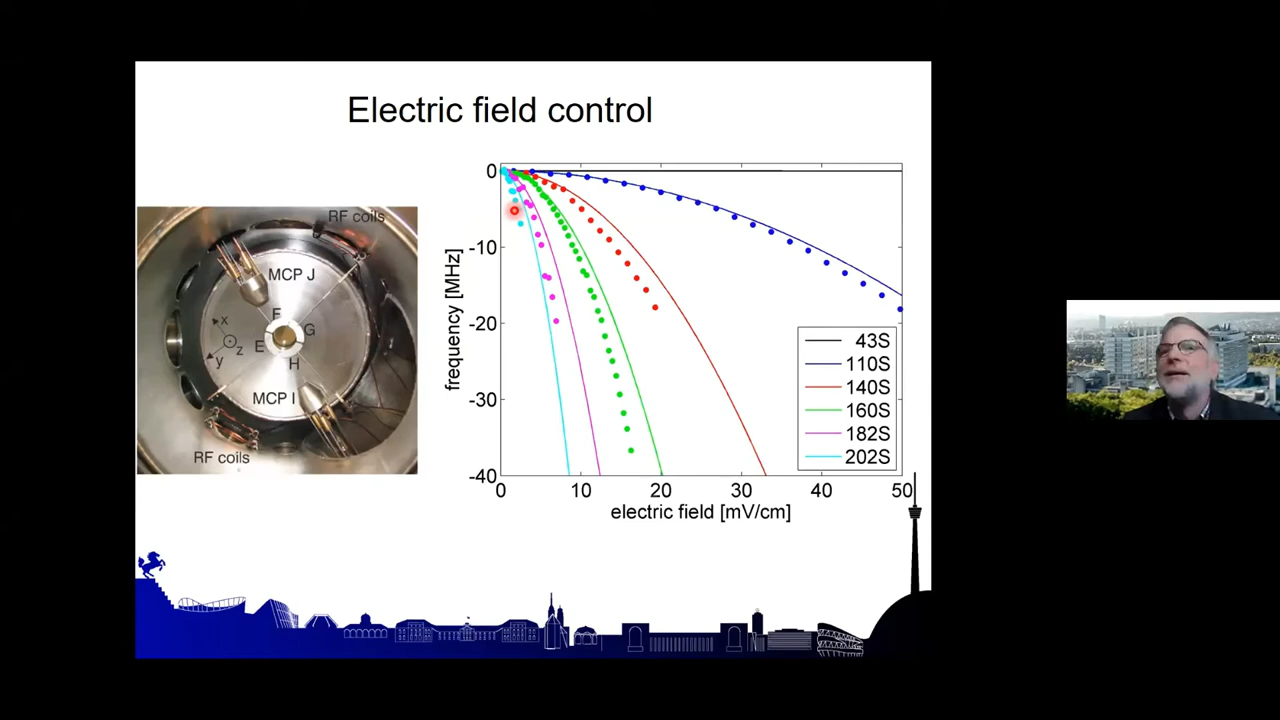 Electric field control
RF coils
MCP J
F
x
G
E
z
y
H
MCP I
RF coils
0
-10
-20
-30
-40
frequency [MHz]
43S
110S
140S
160S
182S
202S
0 10 20 30 40 50
electric field [mV/cm]